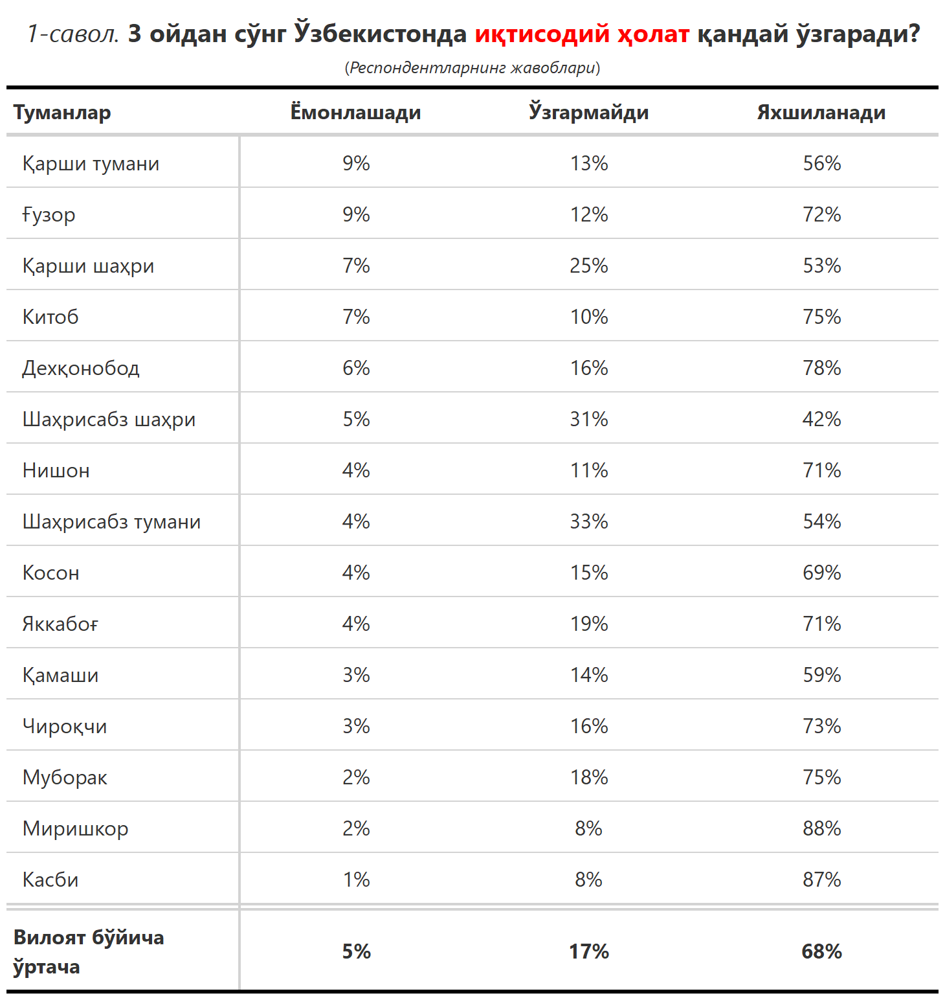 1-савол. 3 ойдан сўнг Ўзбекистонда иқтисодий ҳолат қандай ўзгаради?
(Респондентларнинг жавоблари)
Туманлар Ёмонлашади Ўзгармайди Яхшиланади
Қарши тумани 9% 13% 56%
Ғузор 9% 12% 72%
Қарши шаҳри 7% 25% 53%
Китоб 7% 10% 75%
Дехқонобод 6% 16% 78%
Шаҳрисабз шаҳри 5% 31% 42%
Нишон 4% 11% 71%
Шаҳрисабз тумани 4% 33% 54%
Косон 4% 15% 69%
Яккабоғ 4% 19% 71%
Қамаши 3% 14% 59%
Чироқчи 3% 16% 73%
Муборак 2% 18% 75%
Миришкор 2% 8% 88%
Касби 1% 8% 87%
Вилоят бўйича
ўртача 5% 17% 68%